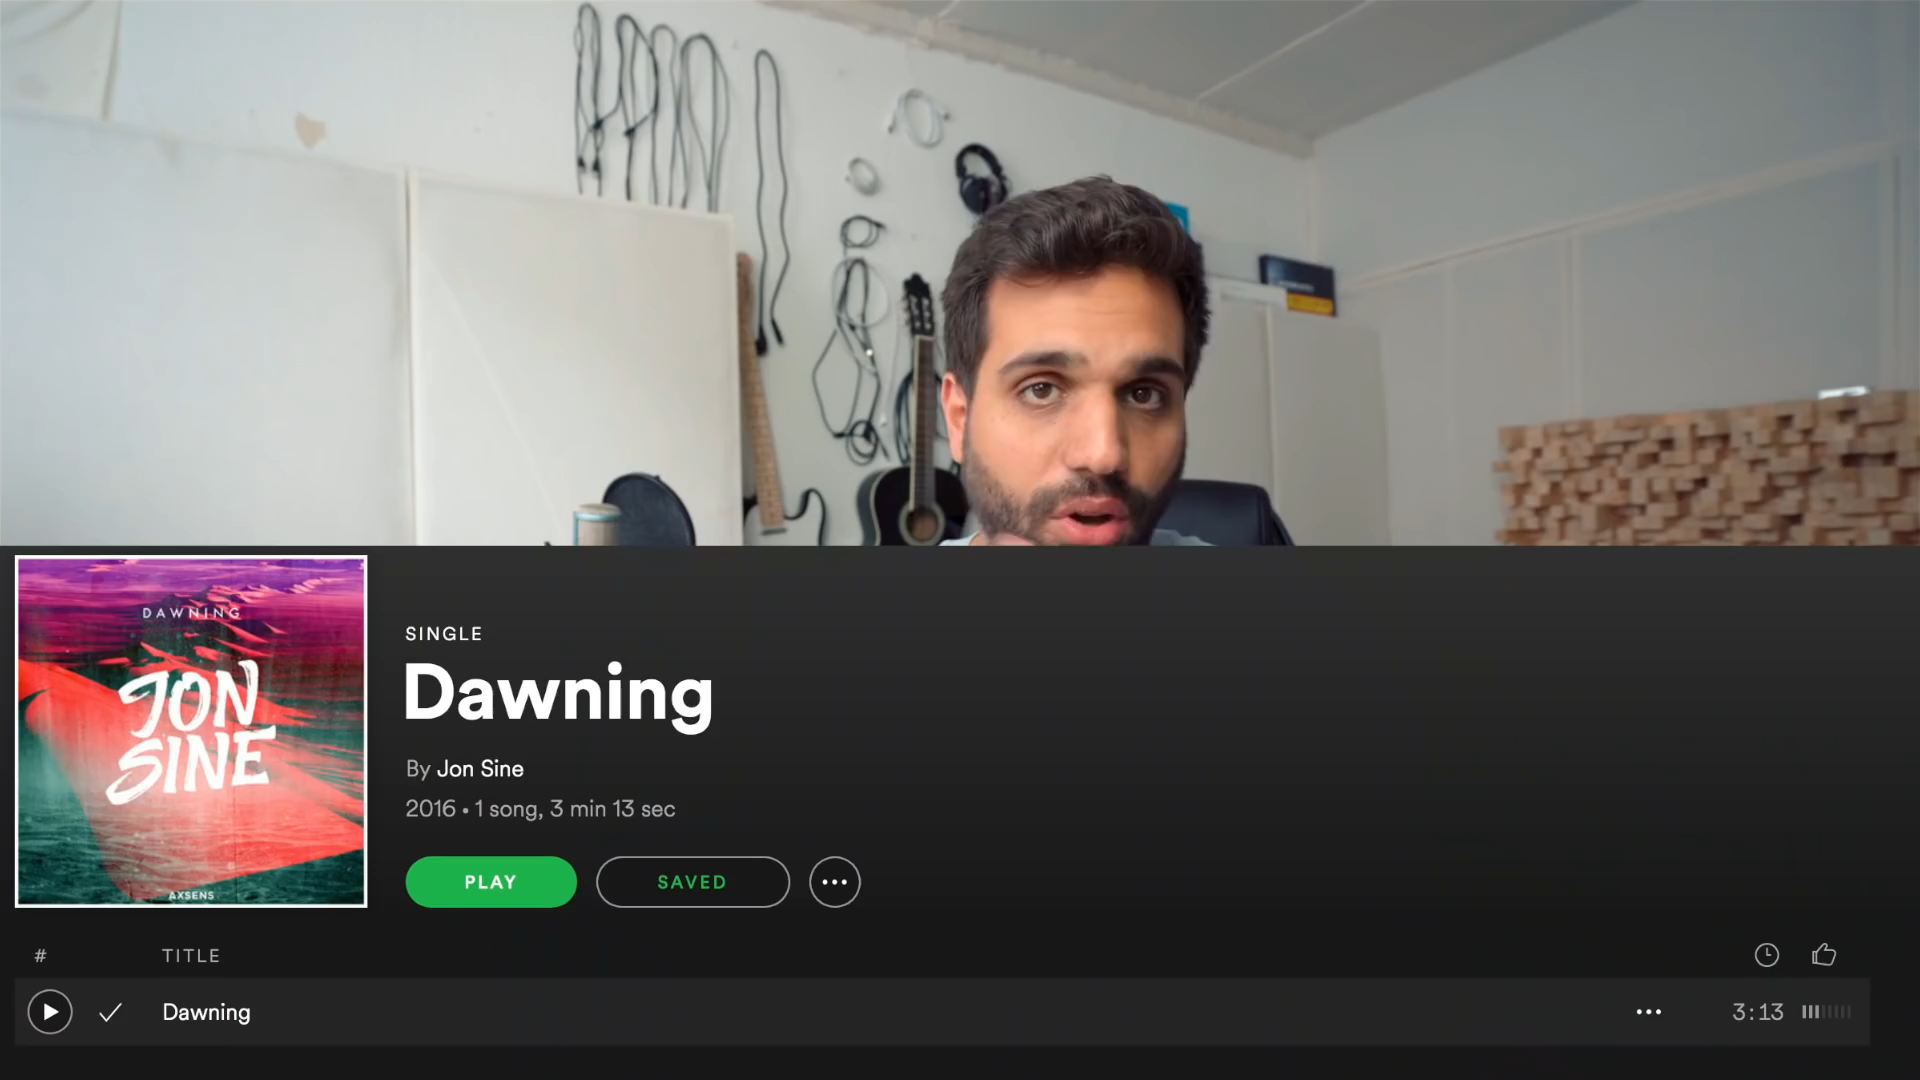 DAWNING
JON
SINE
AXSENS
SINGLE
Dawning
By Jon Sine
2016 • 1 song, 3 min 13 sec
PLAY
SAVED
•••
# TITLE
Dawning ••• 3:13